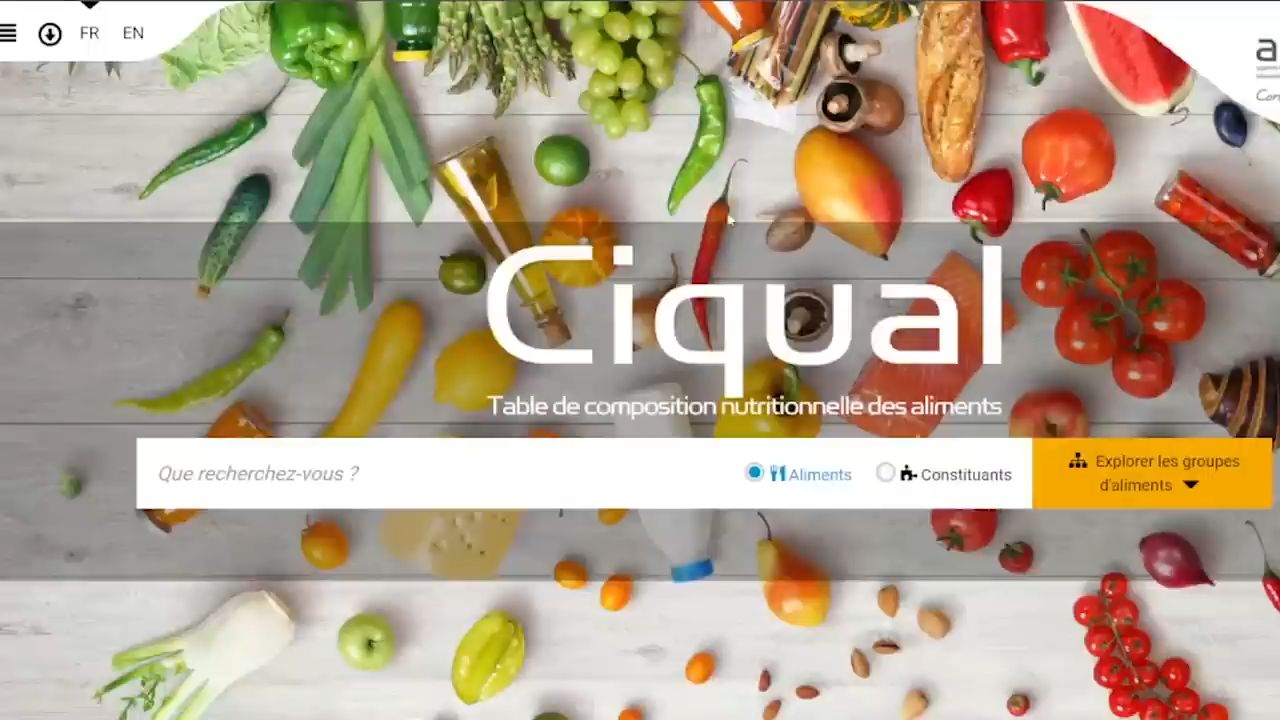 FR EN
Ciqual
Table de composition nutritionnelle des aliments
Que recherchez-vous ?
Aliments
Constituants
Explorer les groupes
d'aliments